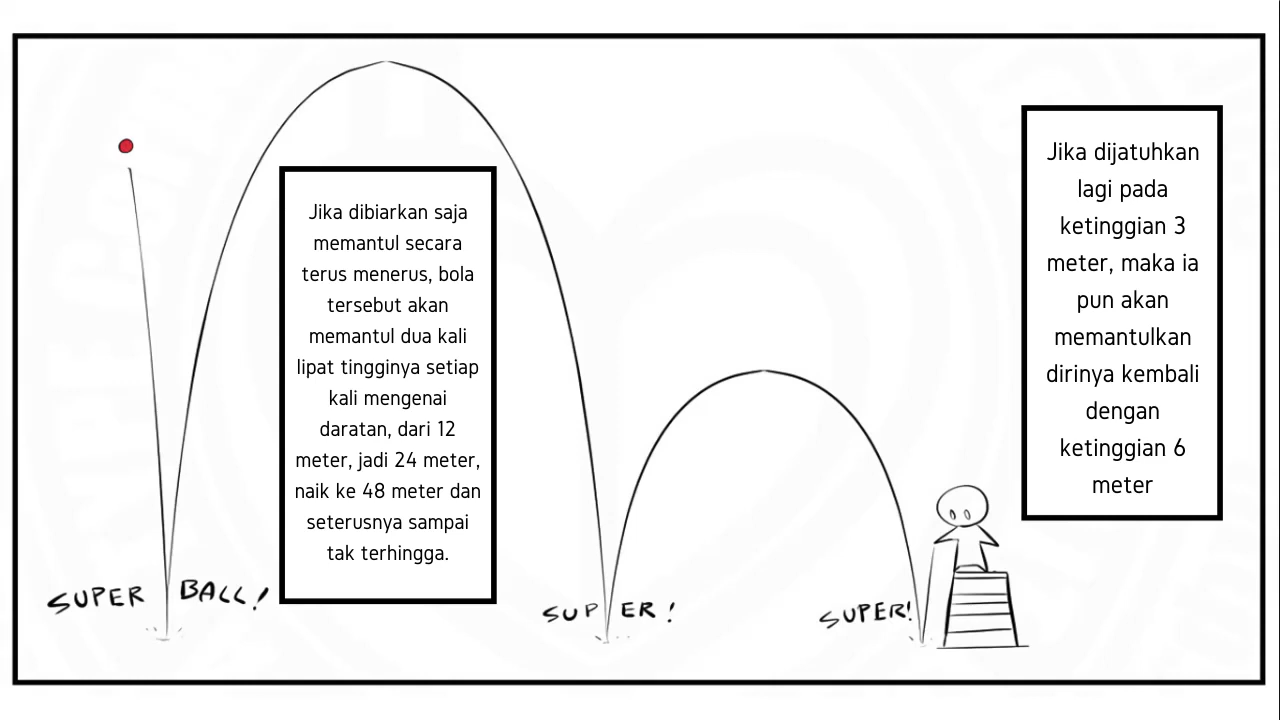 Jika dijatuhkan
lagi pada
ketinggian 3
meter, maka ia
pun akan
memantulkan
dirinya kembali
dengan
ketinggian 6
meter
Jika dibiarkan saja
memantul secara
terus menerus, bola
tersebut akan
memantul dua kali
lipat tingginya setiap
kali mengenai
daratan, dari 12
meter, jadi 24 meter,
naik ke 48 meter dan
seterusnya sampai
tak terhingga.
SUPER BALL!
SUPER!
SUPER!